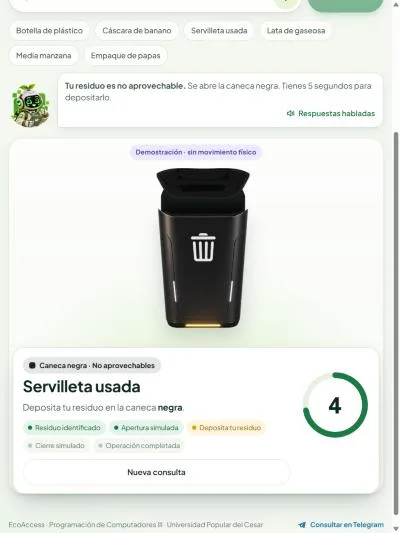 Botella de plástico
Cáscara de banano
Servilleta usada
Lata de gaseosa
Media manzana
Empaque de papas
Tu residuo es no aprovechable. Se abre la caneca negra. Tienes 5 segundos para
depositarlo.
Respuestas habladas
Demostración · sin movimiento físico
Caneca negra · No aprovechables
Servilleta usada
Deposita tu residuo en la caneca negra.
4
Residuo identificado
Apertura simulada
Deposita tu residuo
Cierre simulado
Operación completada
Nueva consulta
EcoAccess · Programación de Computadores III · Universidad Popular del Cesar
Consultar en Telegram